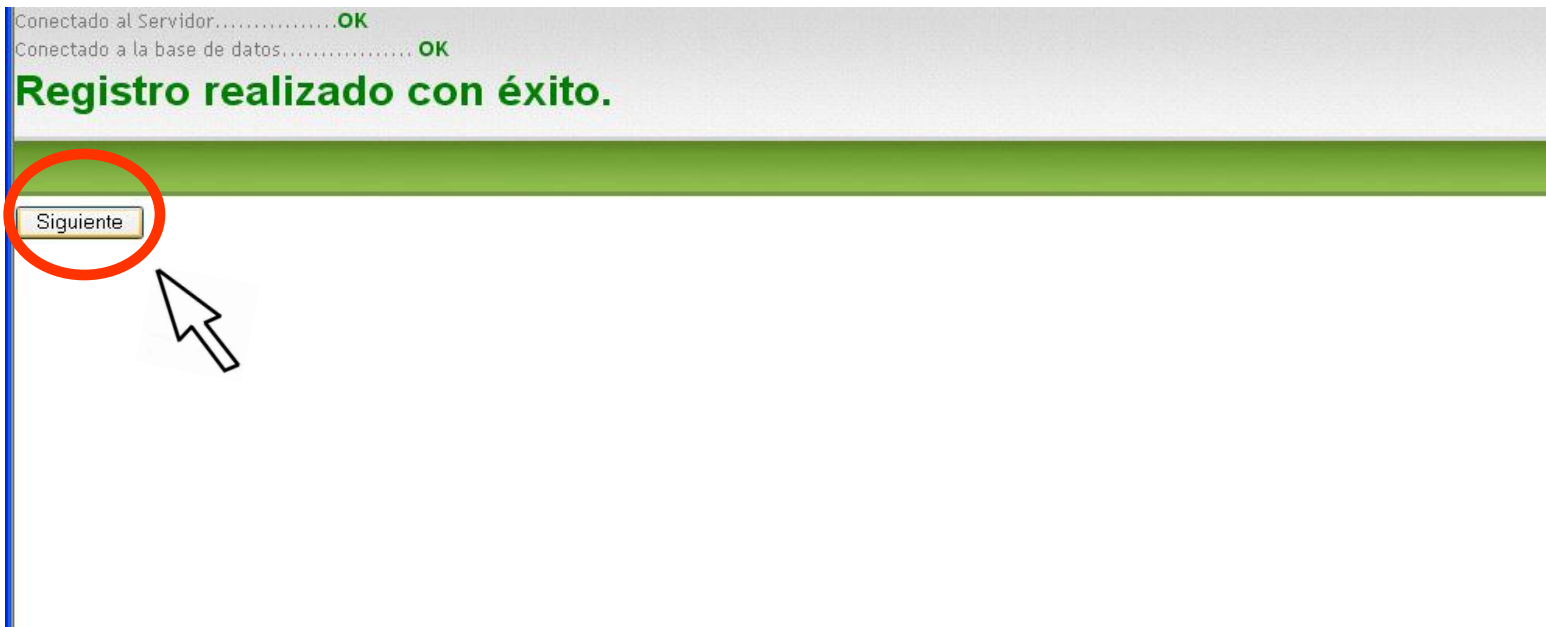 Conectado al Servidor................OK
Conectado a la base de datos................. OK
Registro realizado con éxito.
Siguiente